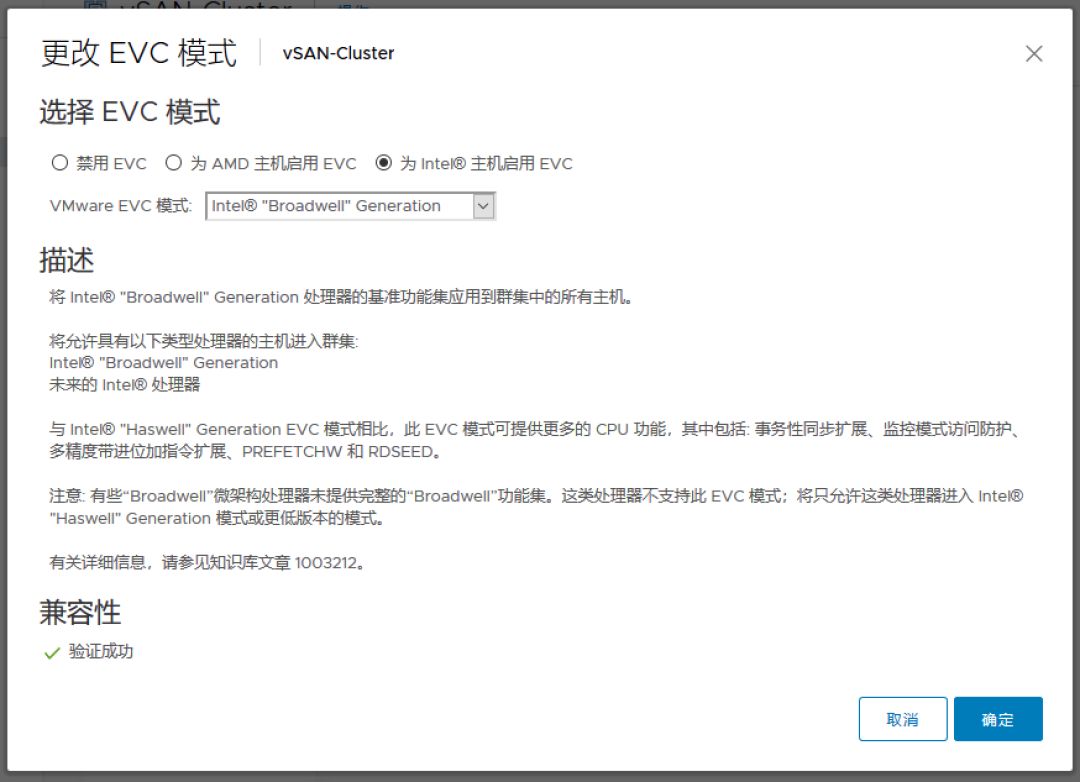 vSAN-Cluster
操作
更改 EVC 模式
vSAN-Cluster
选择 EVC 模式
禁用 EVC
为 AMD 主机启用 EVC
为 Intel® 主机启用 EVC
VMware EVC 模式:
Intel® "Broadwell" Generation
描述
将 Intel® "Broadwell" Generation 处理器的基准功能集应用到群集中的所有主机。
将允许具有以下类型处理器的主机进入群集:
Intel® "Broadwell" Generation
未来的 Intel® 处理器
与 Intel® "Haswell" Generation EVC 模式相比，此 EVC 模式可提供更多的 CPU 功能，其中包括: 事务性同步扩展、监控模式访问防护、
多精度带进位加指令扩展、PREFETCHW 和 RDSEED。
注意: 有些“Broadwell”微架构处理器未提供完整的“Broadwell”功能集。这类处理器不支持此 EVC 模式；将只允许这类处理器进入 Intel®
"Haswell" Generation 模式或更低版本的模式。
有关详细信息，请参见知识库文章 1003212。
兼容性
验证成功
取消
确定